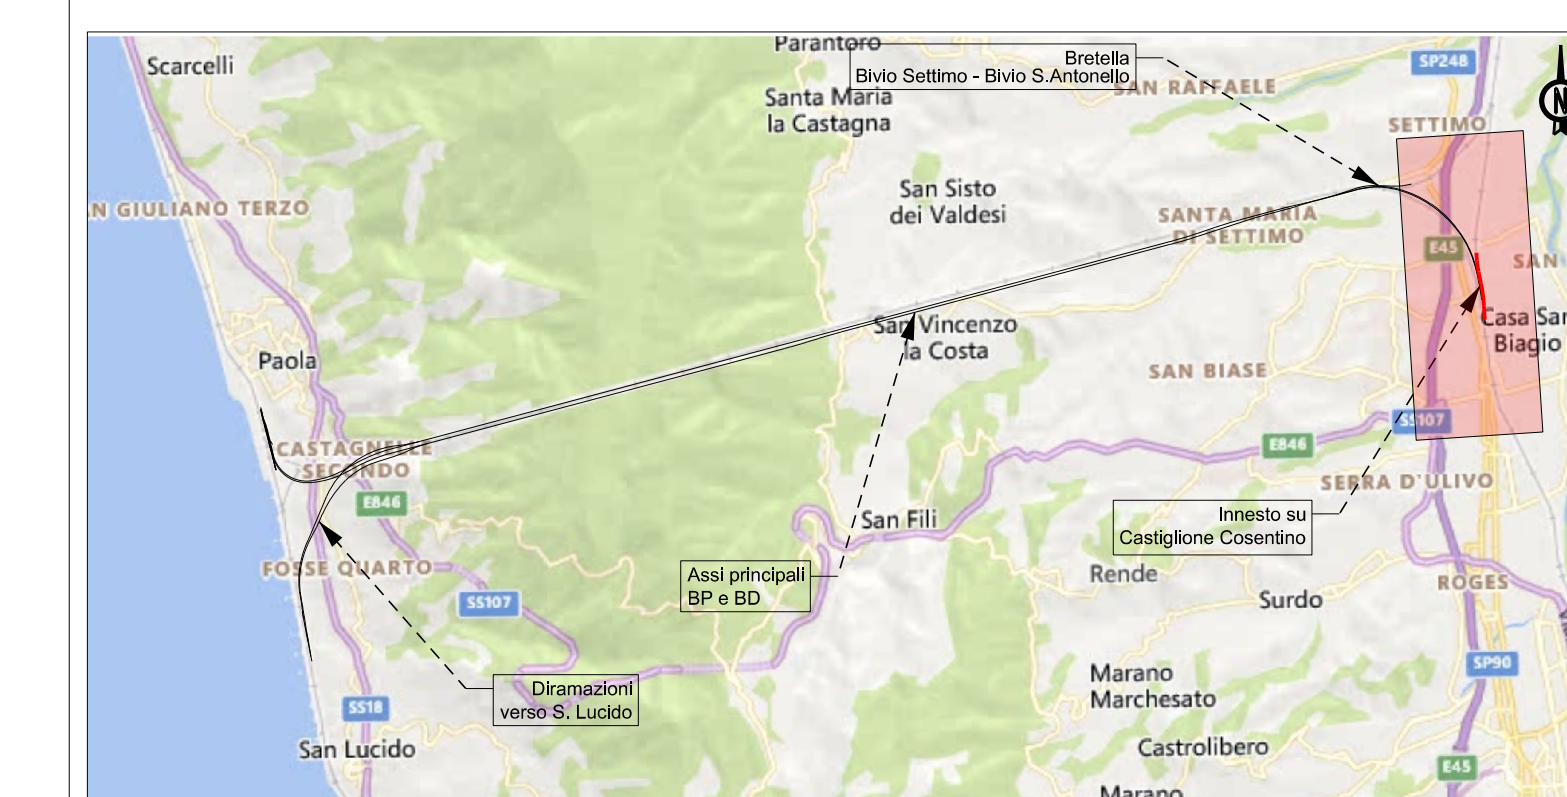 Parantoro
Bretella
Bivio Settimo - Bivio S.Antonello
SP248
Scarcelli
SAN RAFFAELE
N
Santa Maria
la Castagna
SETTIMO
San Sisto
dei Valdesi
N GIULIANO TERZO
SANTA MARIA
DI SETTIMO
E45
SAN
San Vincenzo
la Costa
Casa San
Biagio
Paola
SAN BIASE
SS107
CASTAGNELLE
SECONDO
E846
SERRA D'ULIVO
E846
San Fili
Innesto su
Castiglione Cosentino
FOSSE QUARTO
Assi principali
BP e BD
Rende
ROGES
SS107
Surdo
SP90
Marano
Marchesato
Diramazioni
verso S. Lucido
SS18
San Lucido
Castrolibero
E45
Marano